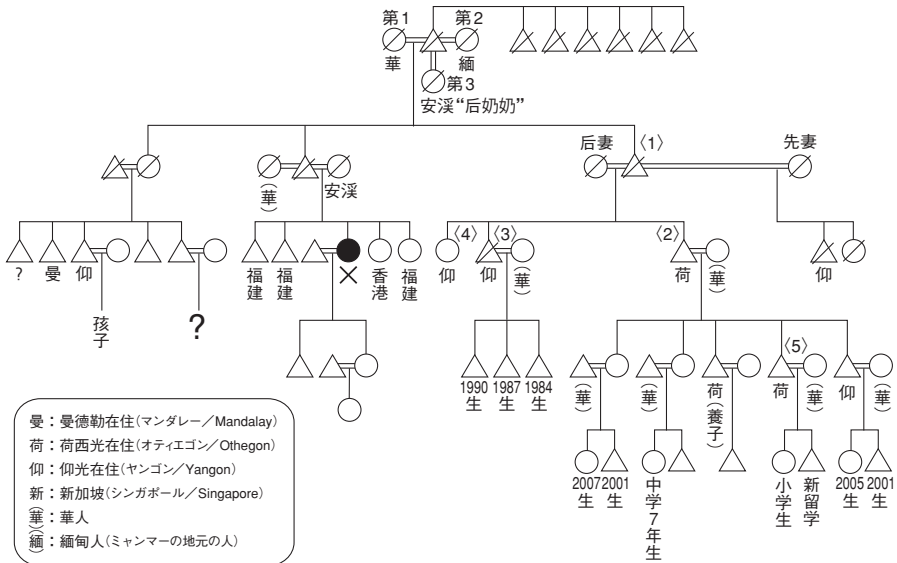 第1
第2
華
緬
第3
安溪“后奶奶”
后妻
〈1〉
先妻
(華)
安溪
?
曼
仰
福建
福建
×
香港
福建
〈4〉
仰
〈3〉
仰
(華)
〈2〉
荷
(華)
仰
孩子
?
1990生
1987生
1984生
(華)
(華)
荷(養子)
〈5〉
荷
(華)
仰
(華)
2007生
2001生
中学7年生
小学生
新留学
2005生
2001生
曼：曼德勒在住(マンダレー／Mandalay)
荷：荷西光在住(オティエゴン／Othegon)
仰：仰光在住(ヤンゴン／Yangon)
新：新加坡(シンガポール／Singapore)
(華)：華人
(緬)：緬甸人(ミャンマーの地元の人)